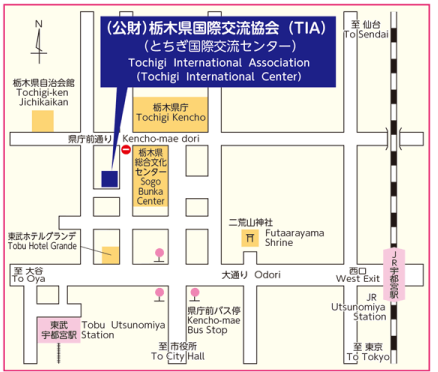 (公財)栃木県国際交流協会 (TIA)
(とちぎ国際交流センター)
Tochigi International Association
(Tochigi International Center)
N
至 仙台
To Sendai
栃木県自治会館
Tochigi-ken
Jichikaikan
栃木県庁
Tochigi Kencho
県庁前通り Kencho-mae dori
栃木県
総合文化
センター
Sogo
Bunka
Center
東武ホテルグランデ
Tobu Hotel Grande
二荒山神社
Futaarayama
Shrine
至 大谷
To Oya
大通り Odori
西口
West Exit
JR宇都宮駅
JR
Utsunomiya
Station
県庁前バス停
Kencho-mae
Bus Stop
東武
宇都宮駅
Tobu Utsunomiya
Station
至 市役所
To City Hall
至 東京
To Tokyo